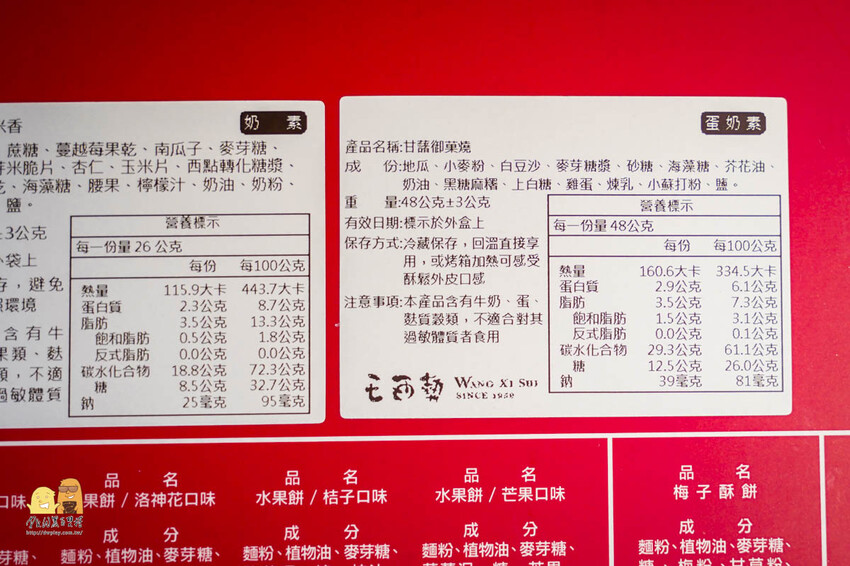 奶 素
米香
蔗糖、蔓越莓果乾、南瓜子、麥芽糖、
米脆片、杏仁、玉米片、西點轉化糖漿、
海藻糖、腰果、檸檬汁、奶油、奶粉、
鹽。
±3公克
袋上
存，避免
環境
含有牛
果類、麩
類，不適
過敏體質
營養標示
每一份量 26 公克
每份 每100公克
熱量 115.9大卡 443.7大卡
蛋白質 2.3公克 8.7公克
脂肪 3.5公克 13.3公克
飽和脂肪 0.5公克 1.8公克
反式脂肪 0.0公克 0.0公克
碳水化合物 18.8公克 72.3公克
糖 8.5公克 32.7公克
鈉 25毫克 95毫克
蛋奶素
產品名稱:甘藷御菓燒
成 份:地瓜、小麥粉、白豆沙、麥芽糖漿、砂糖、海藻糖、芥花油、
奶油、黑糖麻糬、上白糖、雞蛋、煉乳、小蘇打粉、鹽。
重 量:48公克±3公克
有效日期:標示於外盒上
保存方式:冷藏保存，回溫直接享
用，或烤箱加熱可感受
酥鬆外皮口感
注意事項:本產品含有牛奶、蛋、
麩質穀類，不適合對其
過敏體質者食用
營養標示
每一份量 48公克
每份 每100公克
熱量 160.6大卡 334.5大卡
蛋白質 2.9公克 6.1公克
脂肪 3.5公克 7.3公克
飽和脂肪 1.5公克 3.1公克
反式脂肪 0.0公克 0.1公克
碳水化合物 29.3公克 61.1公克
糖 12.5公克 26.0公克
鈉 39毫克 81毫克
WANG XI SHI
SINCE 1959
口味
品 名
果餅 / 洛神花口味
成 分
麵粉、植物油、麥芽糖、
芽糖、
品 名
水果餅 / 桔子口味
成 分
麵粉、植物油、麥芽糖、
品 名
水果餅 / 芒果口味
成 分
麵粉、植物油、麥芽糖、
品 名
梅子酥餅
成 分
麵粉、植物油、麥芽糖、
糖、梅粉、甘草粉、